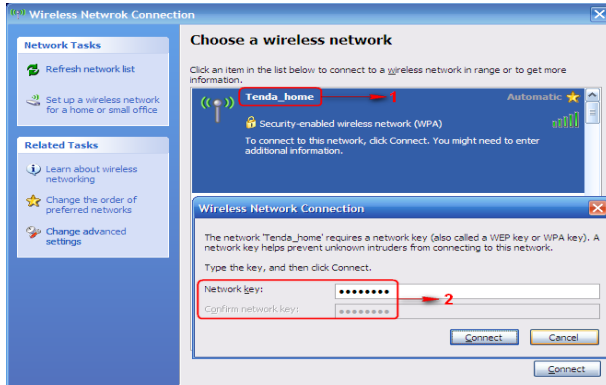 Wireless Netwrok Connection
Network Tasks
Refresh network list
Set up a wireless network
for a home or small office
Related Tasks
Learn about wireless
networking
Change the order of
preferred networks
Change advanced
settings
Choose a wireless network
Click an item in the list below to connect to a wireless network in range or to get more
information.
Tenda_home
1
Automatic
Security-enabled wireless network (WPA)
To connect to this network, click Connect. You might need to enter
additional information.
Wireless Network Connection
The network 'Tenda_home' requires a network key (also called a WEP key or WPA key). A
network key helps prevent unknown intruders from connecting to this network.
Type the key, and then click Connect.
Network key:
••••••••
2
Confirm network key:
••••••••
Connect
Cancel
Connect